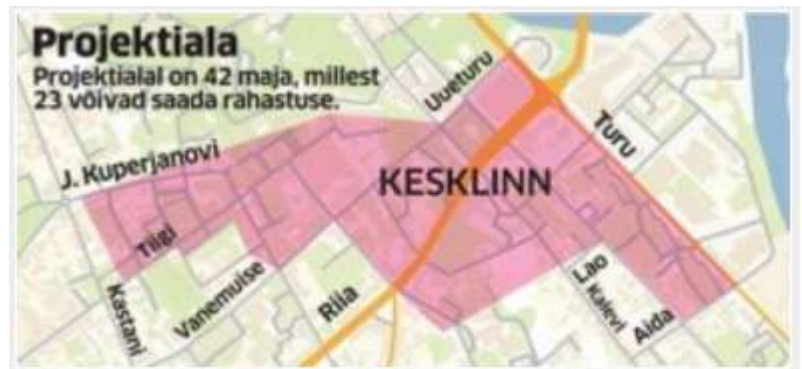 Projektiala
Projektialal on 42 maja, millest
23 võivad saada rahastuse.
Uueturu
Turu
J. Kuperjanovi
KESKLINN
Tiigi
Kastani
Vanemuise
Riia
Lao
Kalevi
Aida